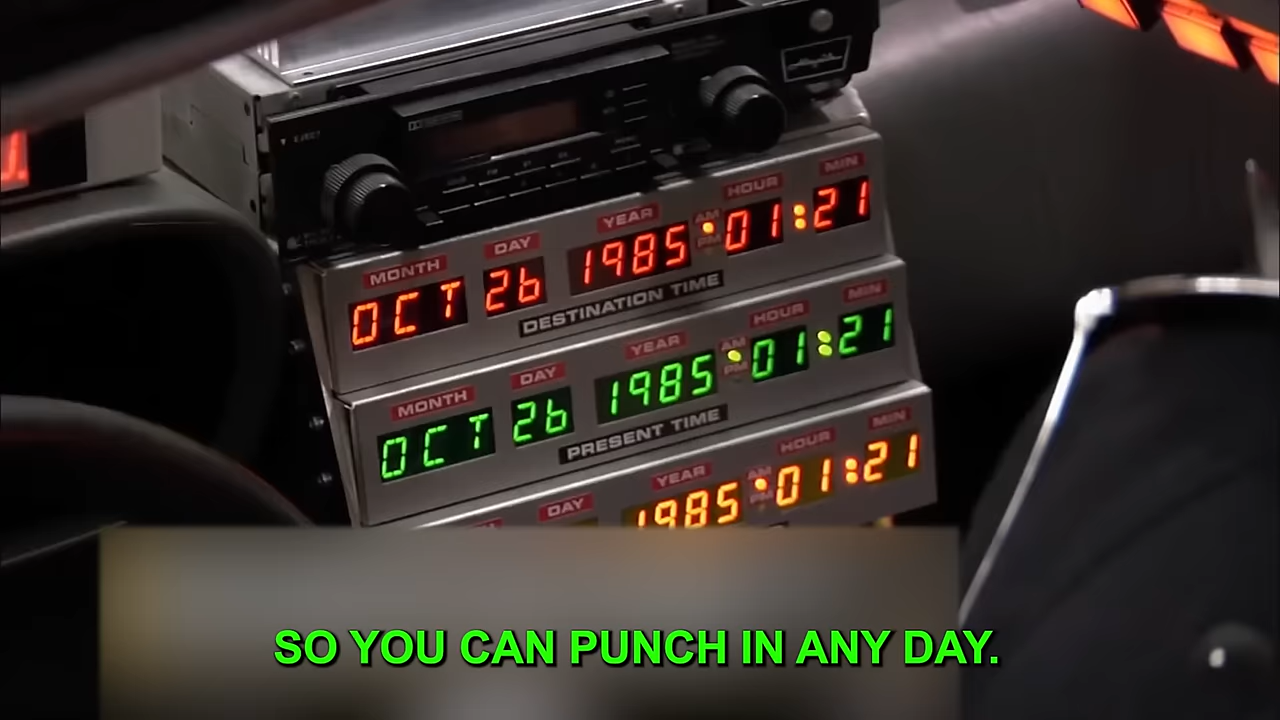 EJECT
MONTH DAY YEAR AM PM HOUR MIN
OCT 26 1985 01:21
DESTINATION TIME
MONTH DAY YEAR AM PM HOUR MIN
OCT 26 1985 01:21
PRESENT TIME
DAY YEAR AM PM HOUR MIN
1985 01:21
SO YOU CAN PUNCH IN ANY DAY.